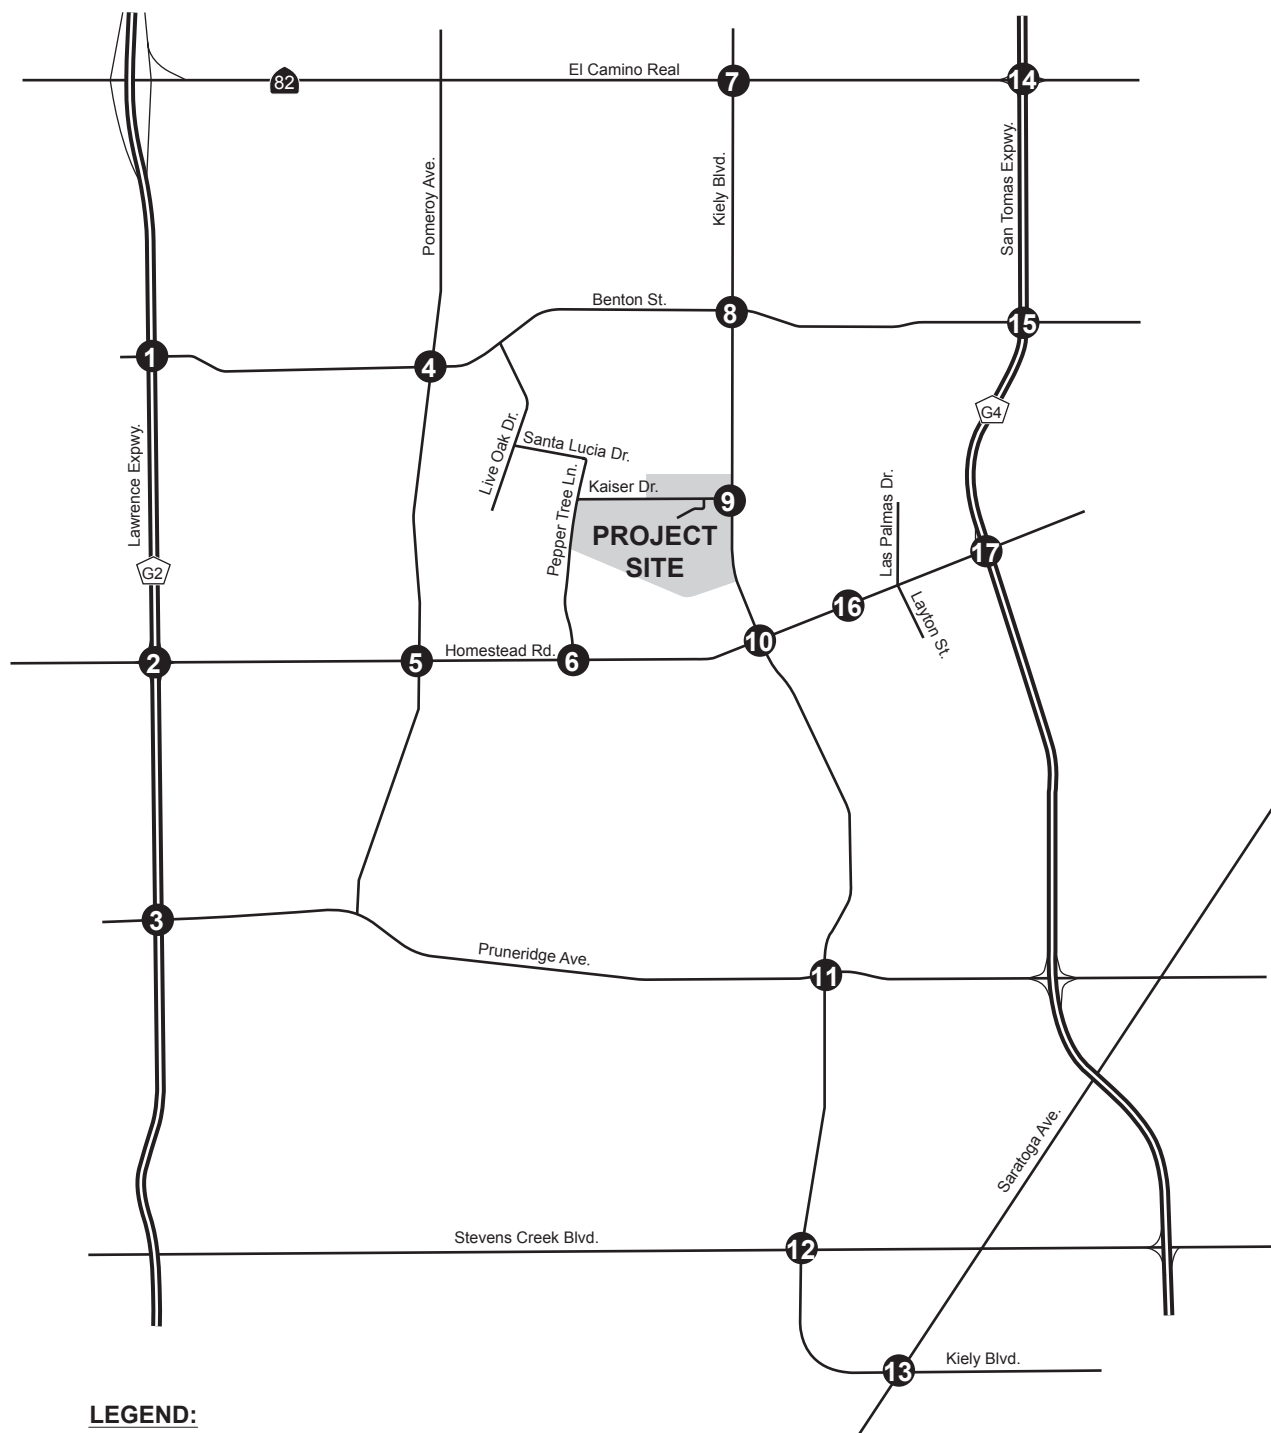 El Camino Real
82
7
14
Pomeroy Ave.
Kiely Blvd.
San Tomas Expwy.
Benton St.
8
15
1
4
G4
Lawrence Expwy.
Live Oak Dr.
Santa Lucia Dr.
Pepper Tree Ln.
Kaiser Dr.
9
PROJECT
SITE
Las Palmas Dr.
17
G2
16
Layton St.
10
2
5
Homestead Rd.
6
3
Pruneridge Ave.
11
Saratoga Ave.
Stevens Creek Blvd.
12
13
Kiely Blvd.
LEGEND: